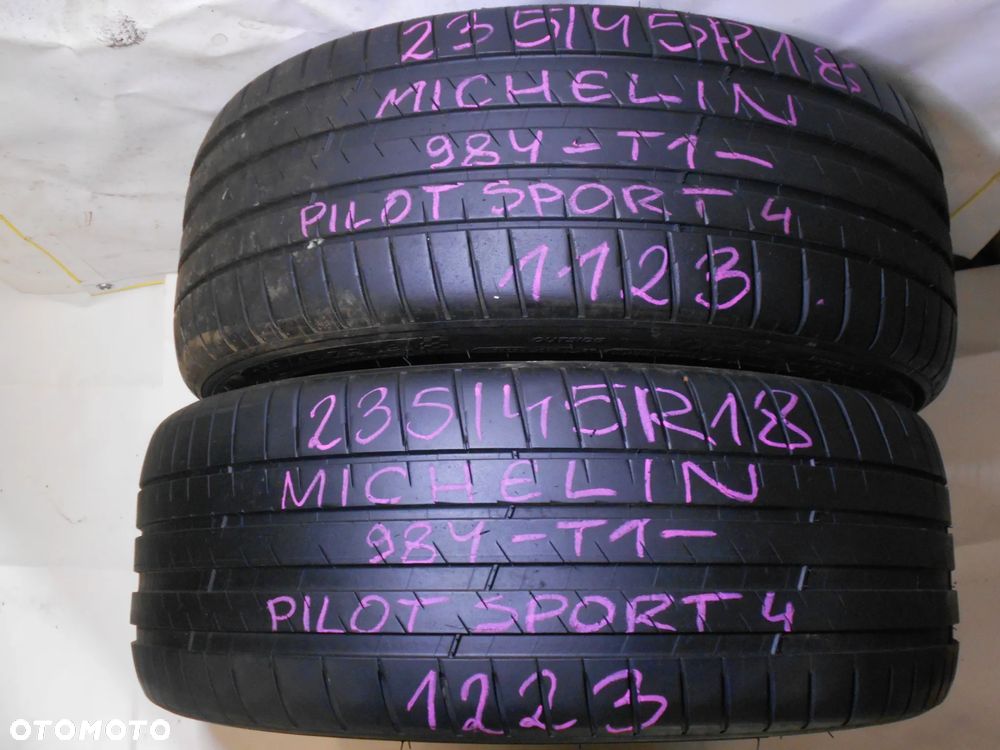 235/45R18
MICHELIN
98Y-T1-
PILOT SPORT 4
1123
OUTSIDE
235/45R18
MICHELIN
98Y-T1-
PILOT SPORT 4
1223
OTOMOTO